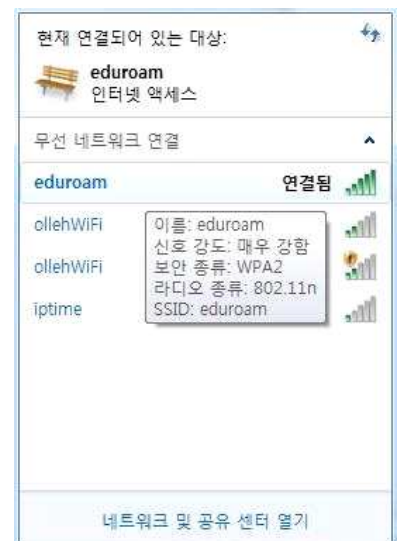 현재 연결되어 있는 대상:
eduroam
인터넷 액세스
무선 네트워크 연결
eduroam 연결됨
ollehWiFi
이름: eduroam
신호 강도: 매우 강함
ollehWiFi
보안 종류: WPA2
라디오 종류: 802.11n
iptime
SSID: eduroam
네트워크 및 공유 센터 열기